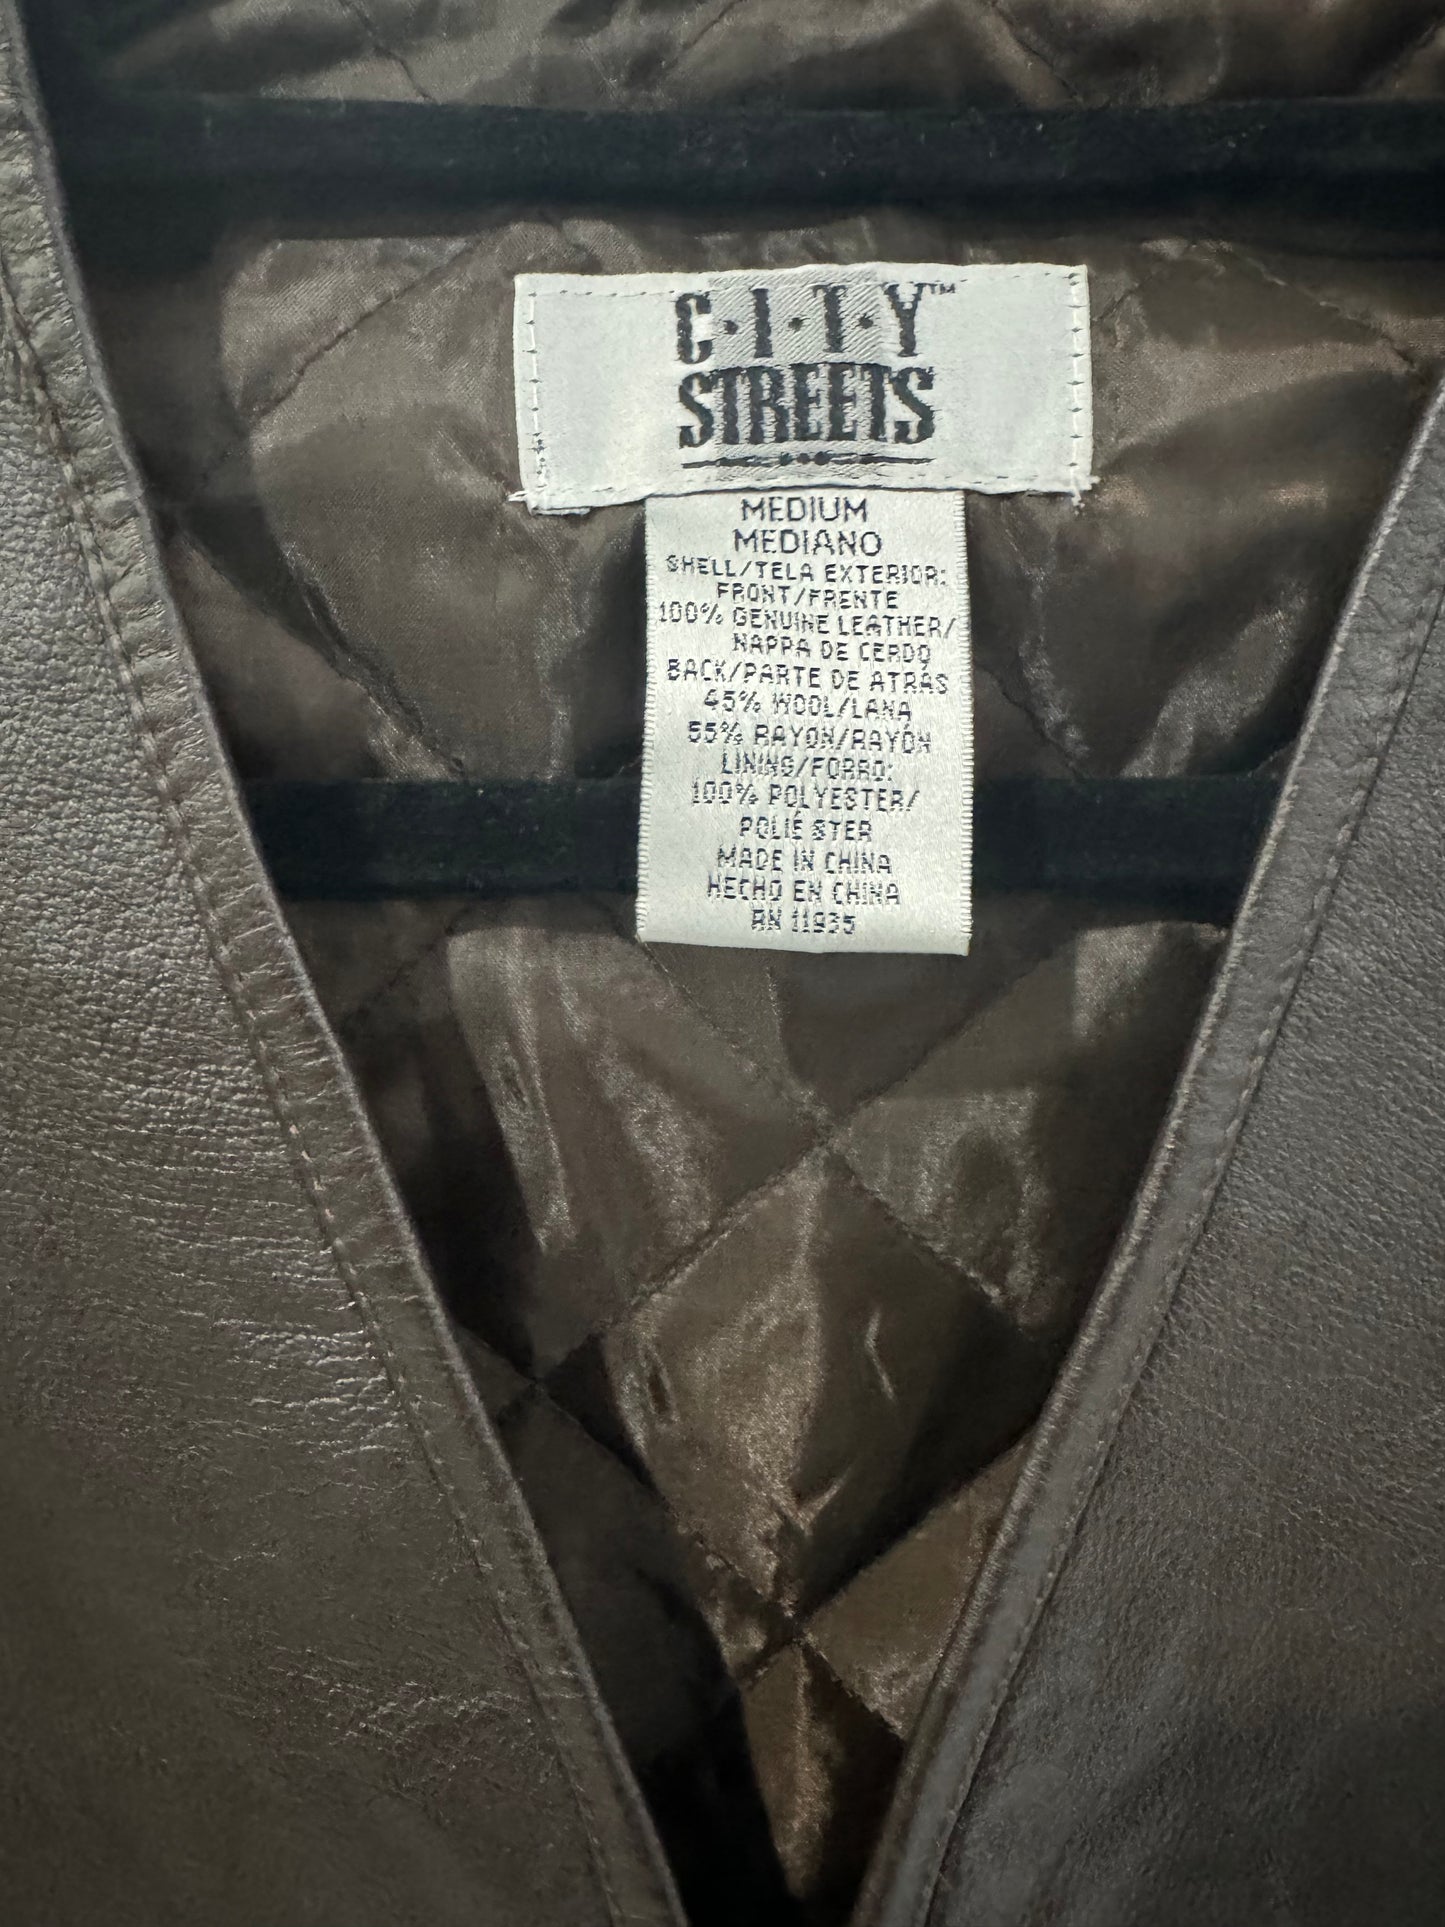 C·I·T·Y™
STREETS
MEDIUM
MEDIANO
SHELL/TELA EXTERIOR:
FRONT/FRENTE
100% GENUINE LEATHER/
NAPPA DE CERDO
BACK/PARTE DE ATRÁS
45% WOOL/LANA
55% RAYON/RAYÓN
LINING/FORRO:
100% POLYESTER/
POLIÉSTER
MADE IN CHINA
HECHO EN CHINA
RN 11935